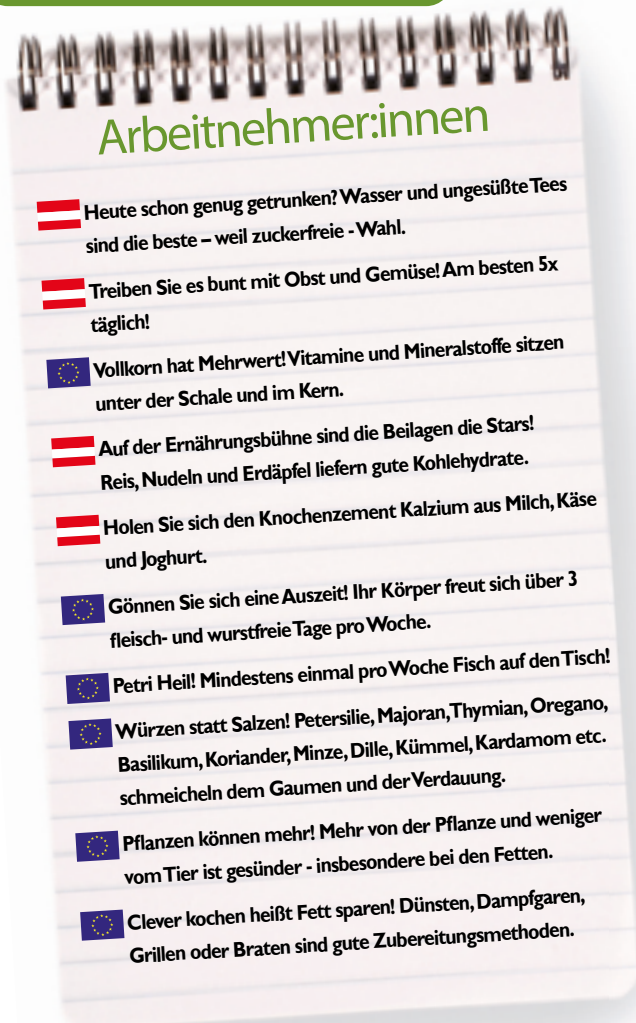 Arbeitnehmer:innen
Heute schon genug getrunken? Wasser und ungesüßte Tees
sind die beste – weil zuckerfreie - Wahl.
Treiben Sie es bunt mit Obst und Gemüse! Am besten 5x
täglich!
Vollkorn hat Mehrwert! Vitamine und Mineralstoffe sitzen
unter der Schale und im Kern.
Auf der Ernährungsbühne sind die Beilagen die Stars!
Reis, Nudeln und Erdäpfel liefern gute Kohlehydrate.
Holen Sie sich den Knochenzement Kalzium aus Milch, Käse
und Joghurt.
Gönnen Sie sich eine Auszeit! Ihr Körper freut sich über 3
fleisch- und wurstfreie Tage pro Woche.
Petri Heil! Mindestens einmal pro Woche Fisch auf den Tisch!
Würzen statt Salzen! Petersilie, Majoran, Thymian, Oregano,
Basilikum, Koriander, Minze, Dille, Kümmel, Kardamom etc.
schmeicheln dem Gaumen und der Verdauung.
Pflanzen können mehr! Mehr von der Pflanze und weniger
vom Tier ist gesünder - insbesondere bei den Fetten.
Clever kochen heißt Fett sparen! Dünsten, Dampfgaren,
Grillen oder Braten sind gute Zubereitungsmethoden.